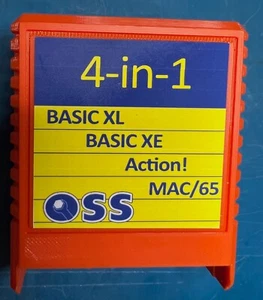 4-in-1
BASIC XL
BASIC XE
Action!
MAC/65
OSS